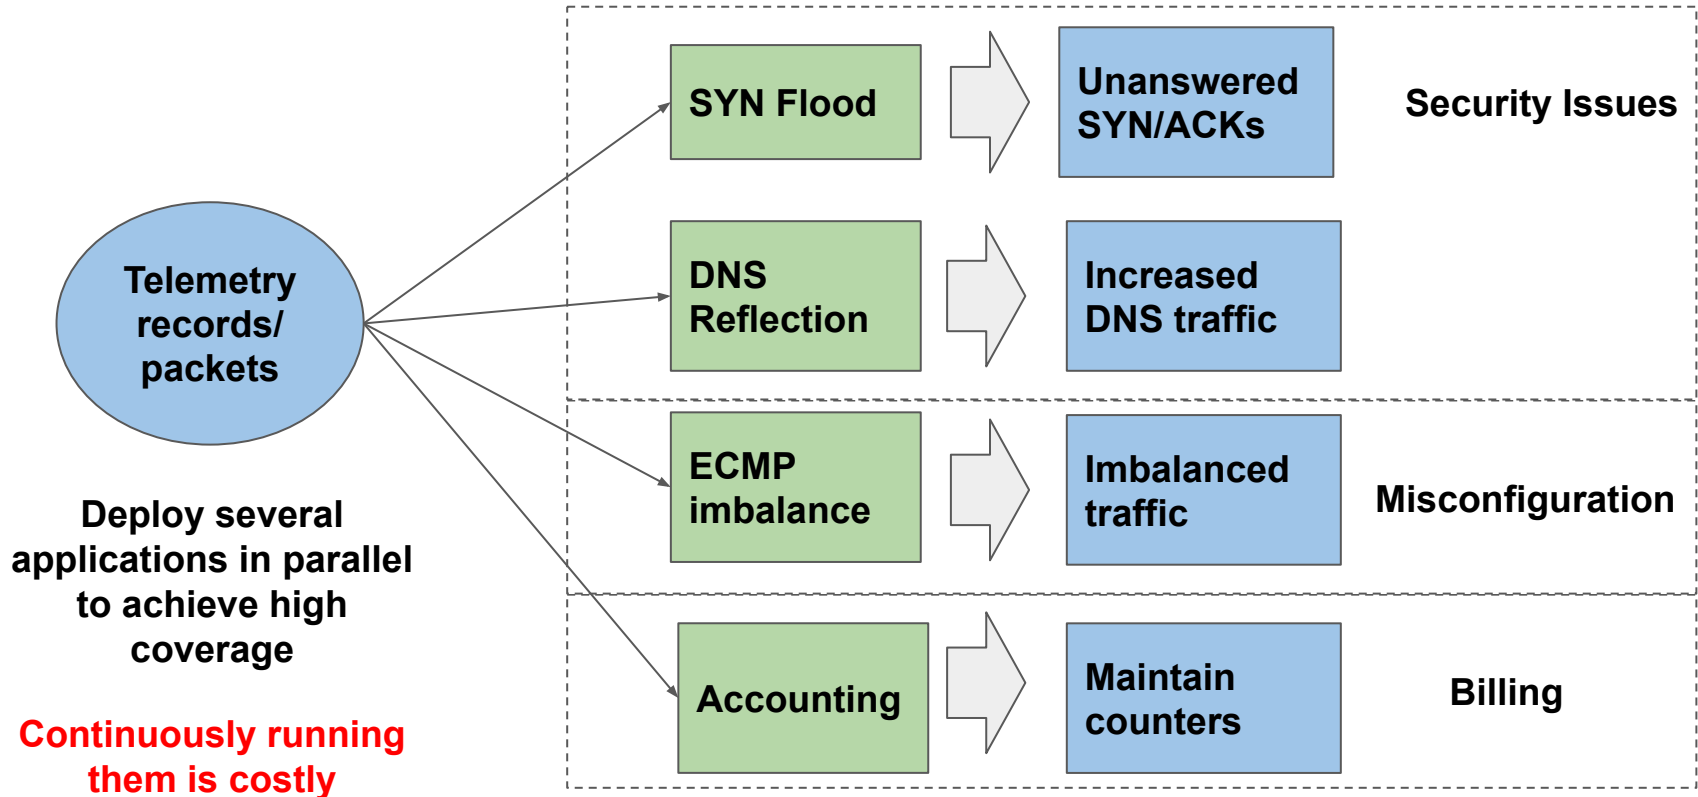 SYN Flood
Unanswered
SYN/ACKs
Security Issues
DNS
Reflection
Increased
DNS traffic
Telemetry
records/
packets
ECMP
imbalance
Imbalanced
traffic
Misconfiguration
Deploy several
applications in parallel
to achieve high
coverage
Accounting
Maintain
counters
Billing
Continuously running
them is costly